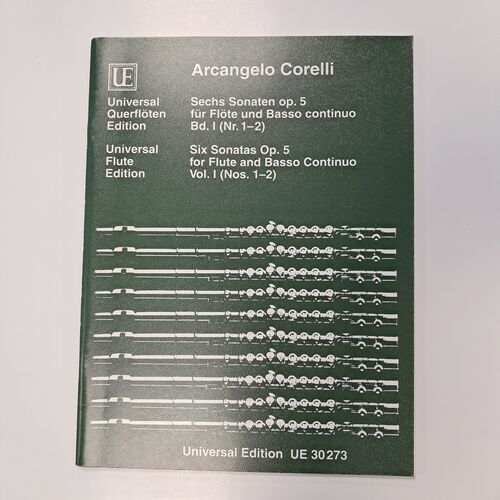 UE
Arcangelo Corelli
Universal
Querflöten
Edition
Sechs Sonaten op. 5
für Flöte und Basso continuo
Bd. I (Nr. 1–2)
Universal
Flute
Edition
Six Sonatas Op. 5
for Flute and Basso Continuo
Vol. I (Nos. 1–2)
Universal Edition UE 30 273